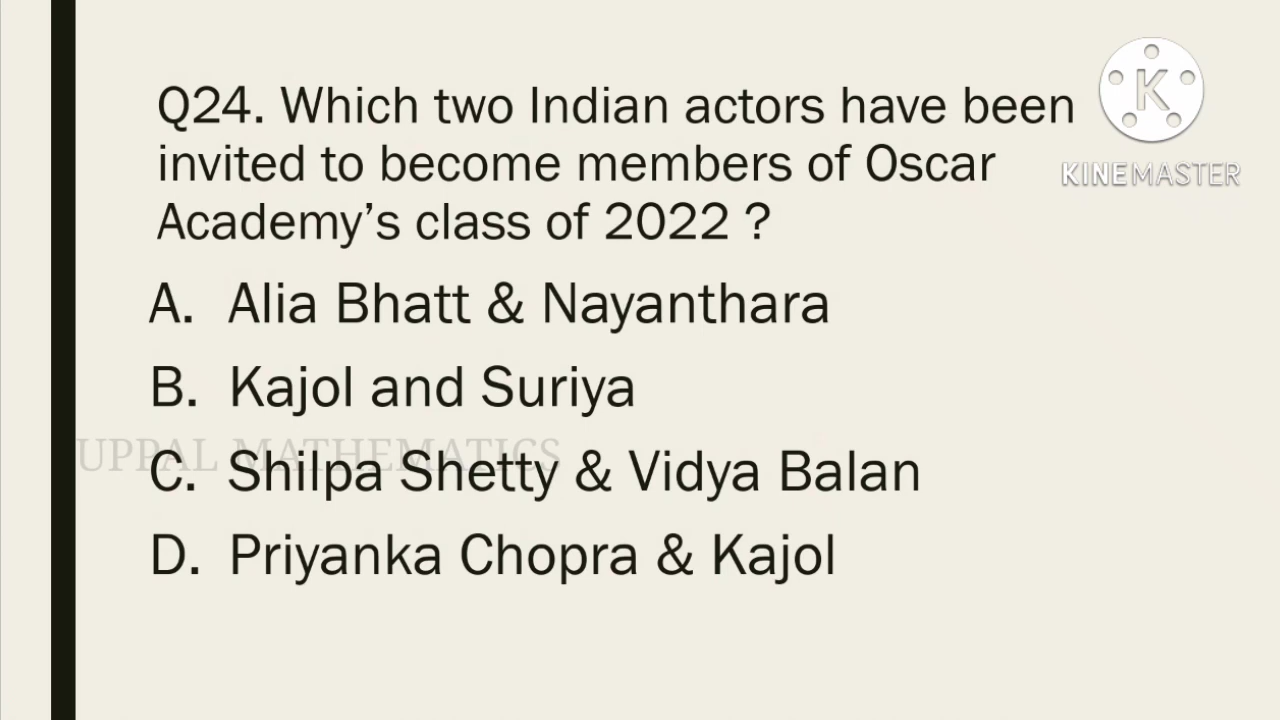 Q24. Which two Indian actors have been
invited to become members of Oscar
Academy’s class of 2022 ?
K
KINEMASTER
A. Alia Bhatt & Nayanthara
B. Kajol and Suriya
UPPAL MATHEMATICS
C. Shilpa Shetty & Vidya Balan
D. Priyanka Chopra & Kajol